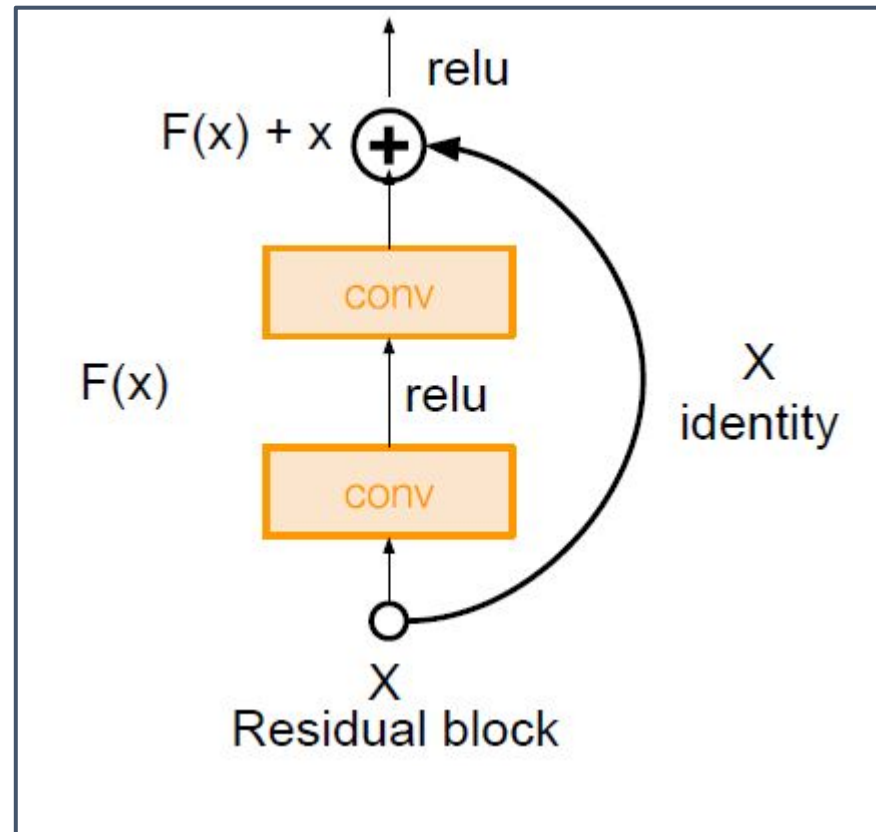 relu
F(x) + x
conv
F(x)
relu
X
identity
conv
X
Residual block